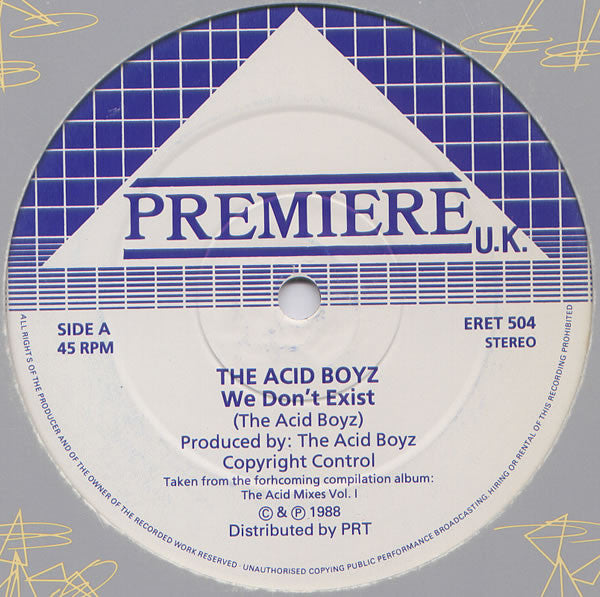 PREMIERE
U.K.
SIDE A
45 RPM
ERET 504
STEREO
THE ACID BOYZ
We Don't Exist
(The Acid Boyz)
Produced by: The Acid Boyz
Copyright Control
Taken from the forhcoming compilation album:
The Acid Mixes Vol. I
© & ℗ 1988
Distributed by PRT
ALL RIGHTS OF THE PRODUCER AND OF THE OWNER OF THE RECORDED WORK RESERVED · UNAUTHORISED COPYING PUBLIC PERFORMANCE BROADCASTING, HIRING OR RENTAL OF THIS RECORDING PROHIBITED